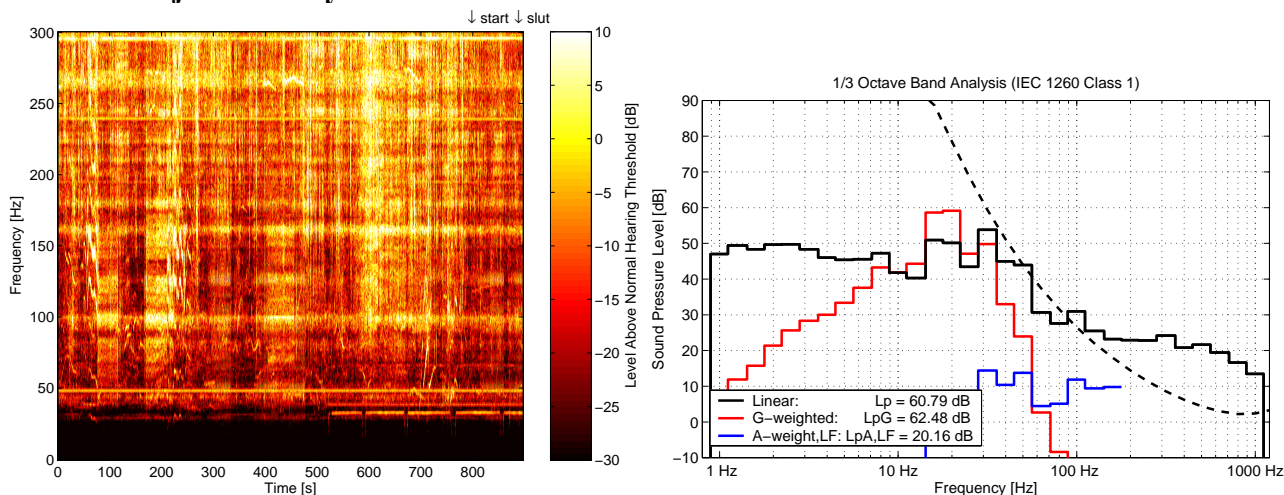 ↓ start ↓ slut
300
250
200
150
100
50
0
Frequency [Hz]
0 100 200 300 400 500 600 700 800
Time [s]
10
5
0
−5
−10
−15
−20
−25
−30
Level Above Normal Hearing Threshold [dB]
1/3 Octave Band Analysis (IEC 1260 Class 1)
90
80
70
60
50
40
30
20
10
0
−10
Sound Pressure Level [dB]
Linear: Lp = 60.79 dB
G−weighted: LpG = 62.48 dB
A−weight,LF: LpA,LF = 20.16 dB
1 Hz 10 Hz 100 Hz 1000 Hz
Frequency [Hz]